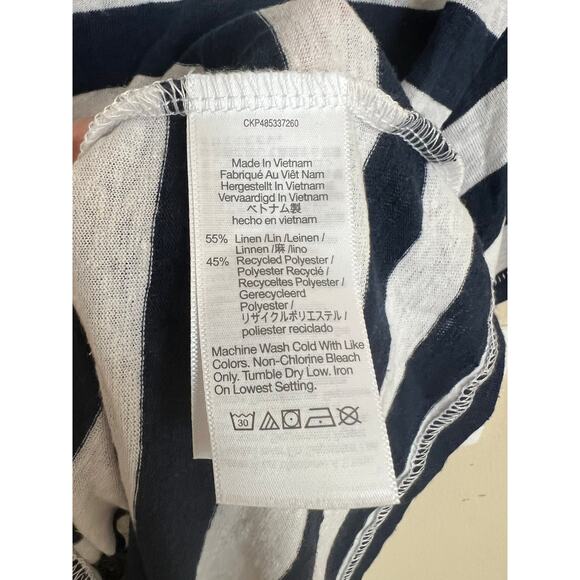 CKP485337260
Made In Vietnam
Fabriqué Au Viêt Nam
Hergestellt In Vietnam
Vervaardigd In Vietnam
ベトナム製
hecho en vietnam
55% Linen /Lin /Leinen /
Linnen /麻 /lino
45% Recycled Polyester /
Polyester Recyclé /
Recyceltes Polyester /
Gerecycleerd
Polyester /
リサイクルポリエステル /
poliester reciclado
Machine Wash Cold With Like
Colors. Non-Chlorine Bleach
Only. Tumble Dry Low. Iron
On Lowest Setting.
30